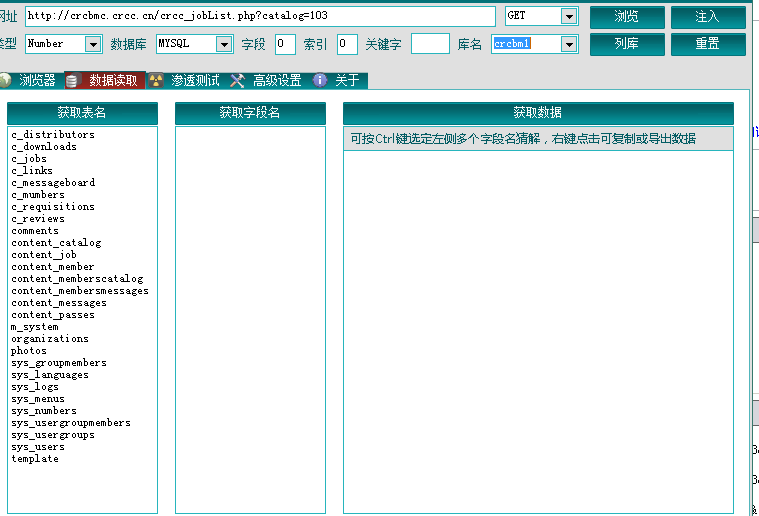 网址 http://crcbmc.crcc.cn/crcc_jobList.php?catalog=103 GET 浏览 注入
类型 Number 数据库 MYSQL 字段 0 索引 0 关键字 库名 crcbm1 列库 重置
浏览器 数据读取 渗透测试 高级设置 关于
获取表名 获取字段名 获取数据
可按Ctrl键选定左侧多个字段名猜解，右键点击可复制或导出数据
c_distributors
c_downloads
c_jobs
c_links
c_messageboard
c_mumbers
c_requisitions
c_reviews
comments
content_catalog
content_job
content_member
content_memberscatalog
content_membersmessages
content_messages
content_passes
m_system
organizations
photos
sys_groupmembers
sys_languages
sys_logs
sys_menus
sys_numbers
sys_usergroupmembers
sys_usergroups
sys_users
template